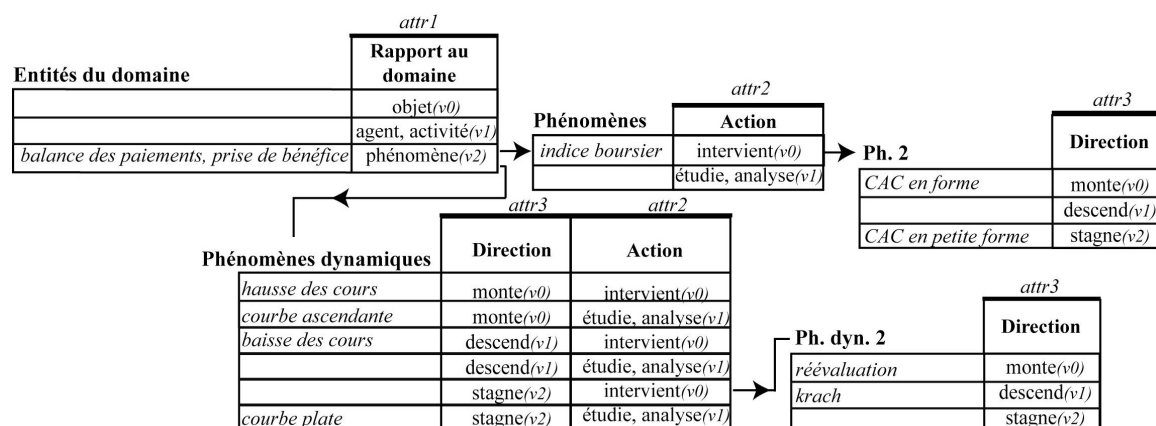 attr1
Rapport au
domaine
Entités du domaine
objet(v0)
agent, activité(v1)
balance des paiements, prise de bénéfice phénomène(v2)
attr2
Phénomènes Action
indice boursier intervient(v0)
étudie, analyse(v1)
attr3
Direction
Ph. 2
CAC en forme monte(v0)
descend(v1)
CAC en petite forme stagne(v2)
attr3 attr2
Phénomènes dynamiques Direction Action
hausse des cours monte(v0) intervient(v0)
courbe ascendante monte(v0) étudie, analyse(v1)
baisse des cours descend(v1) intervient(v0)
descend(v1) étudie, analyse(v1)
stagne(v2) intervient(v0)
courbe plate stagne(v2) étudie, analyse(v1)
attr3
Ph. dyn. 2 Direction
réévaluation monte(v0)
krach descend(v1)
stagne(v2)